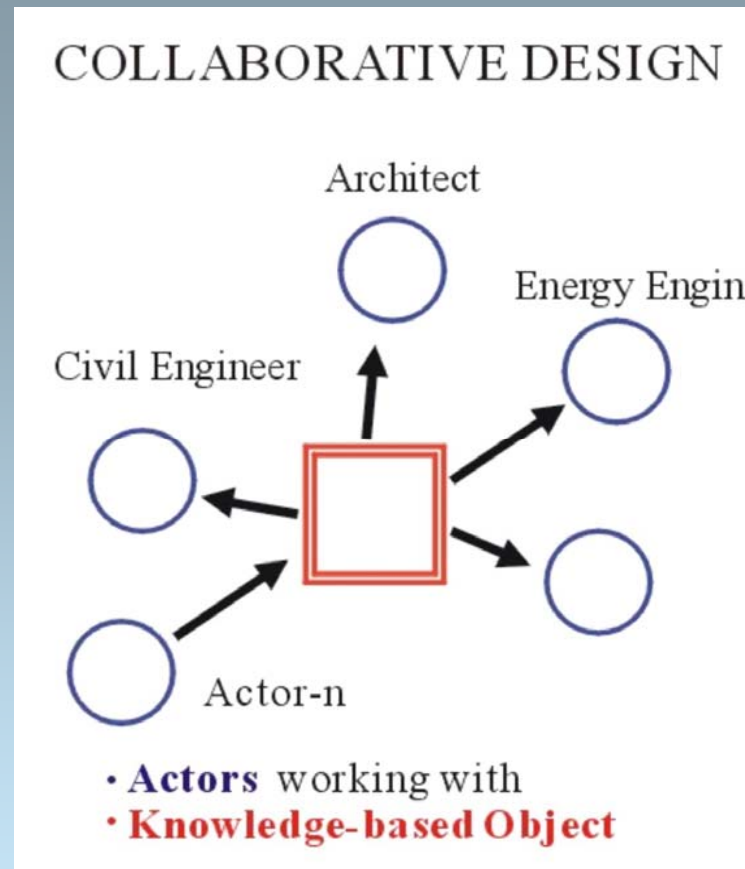 COLLABORATIVE DESIGN
Architect
Energy Engin
Civil Engineer
Actor-n
• Actors working with
• Knowledge-based Object